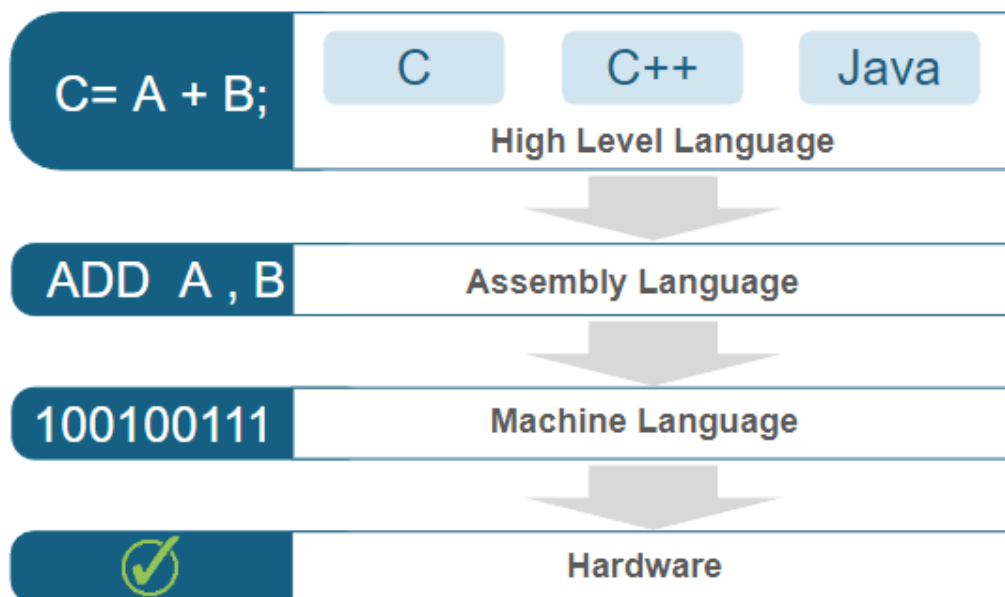 C= A + B;
C
C++
Java
High Level Language
ADD A , B
Assembly Language
100100111
Machine Language
Hardware